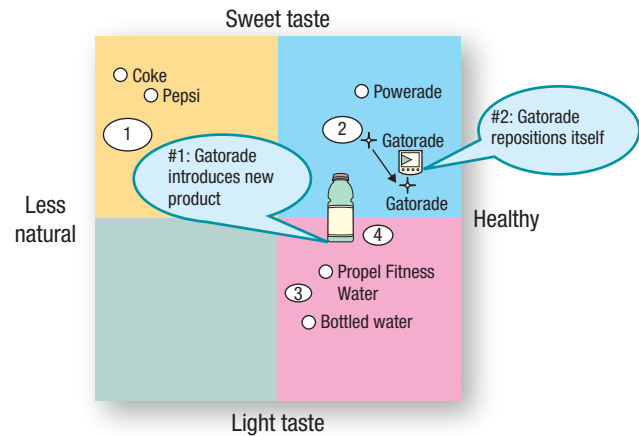 Sweet taste
Coke
Pepsi
Powerade
1
2
Gatorade
#2: Gatorade
repositions itself
#1: Gatorade
introduces new
product
Gatorade
Less
natural
Healthy
4
Propel Fitness
Water
3
Bottled water
Light taste